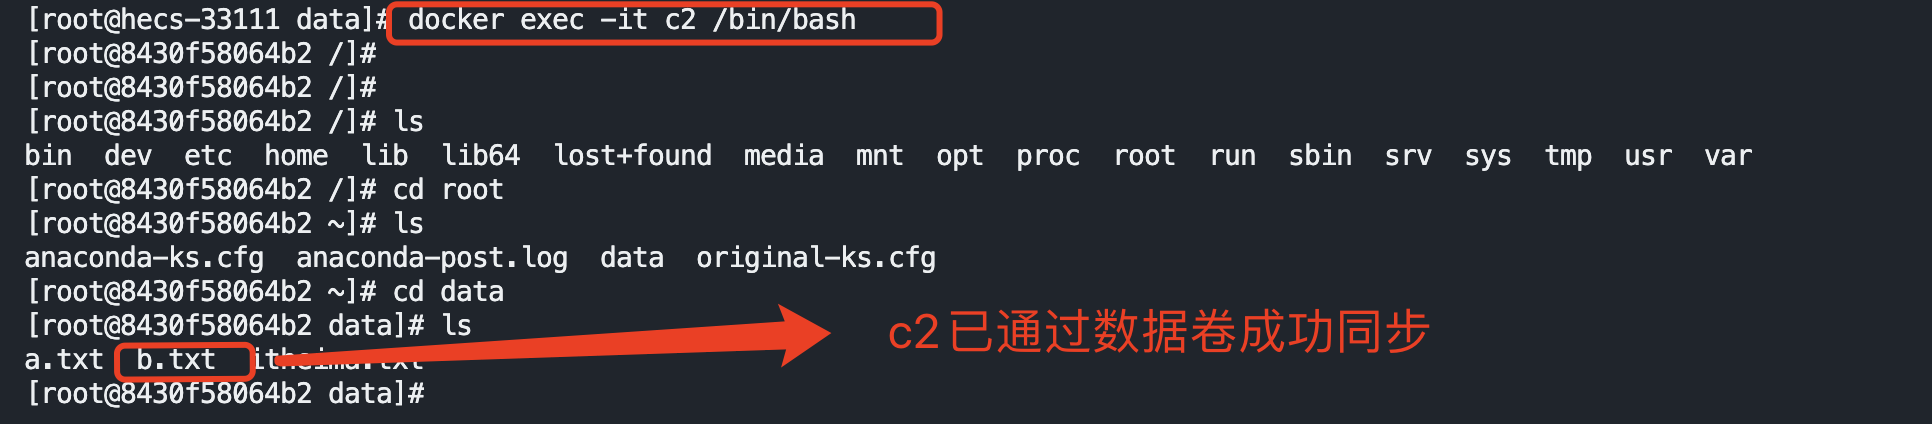 [root@hecs-33111 data]# docker exec -it c2 /bin/bash
[root@8430f58064b2 /]#
[root@8430f58064b2 /]#
[root@8430f58064b2 /]# ls
bin dev etc home lib lib64 lost+found media mnt opt proc root run sbin srv sys tmp usr var
[root@8430f58064b2 /]# cd root
[root@8430f58064b2 ~]# ls
anaconda-ks.cfg anaconda-post.log data original-ks.cfg
[root@8430f58064b2 ~]# cd data
[root@8430f58064b2 data]# ls
c2已通过数据卷成功同步
a.txt b.txt itheima.txt
[root@8430f58064b2 data]#